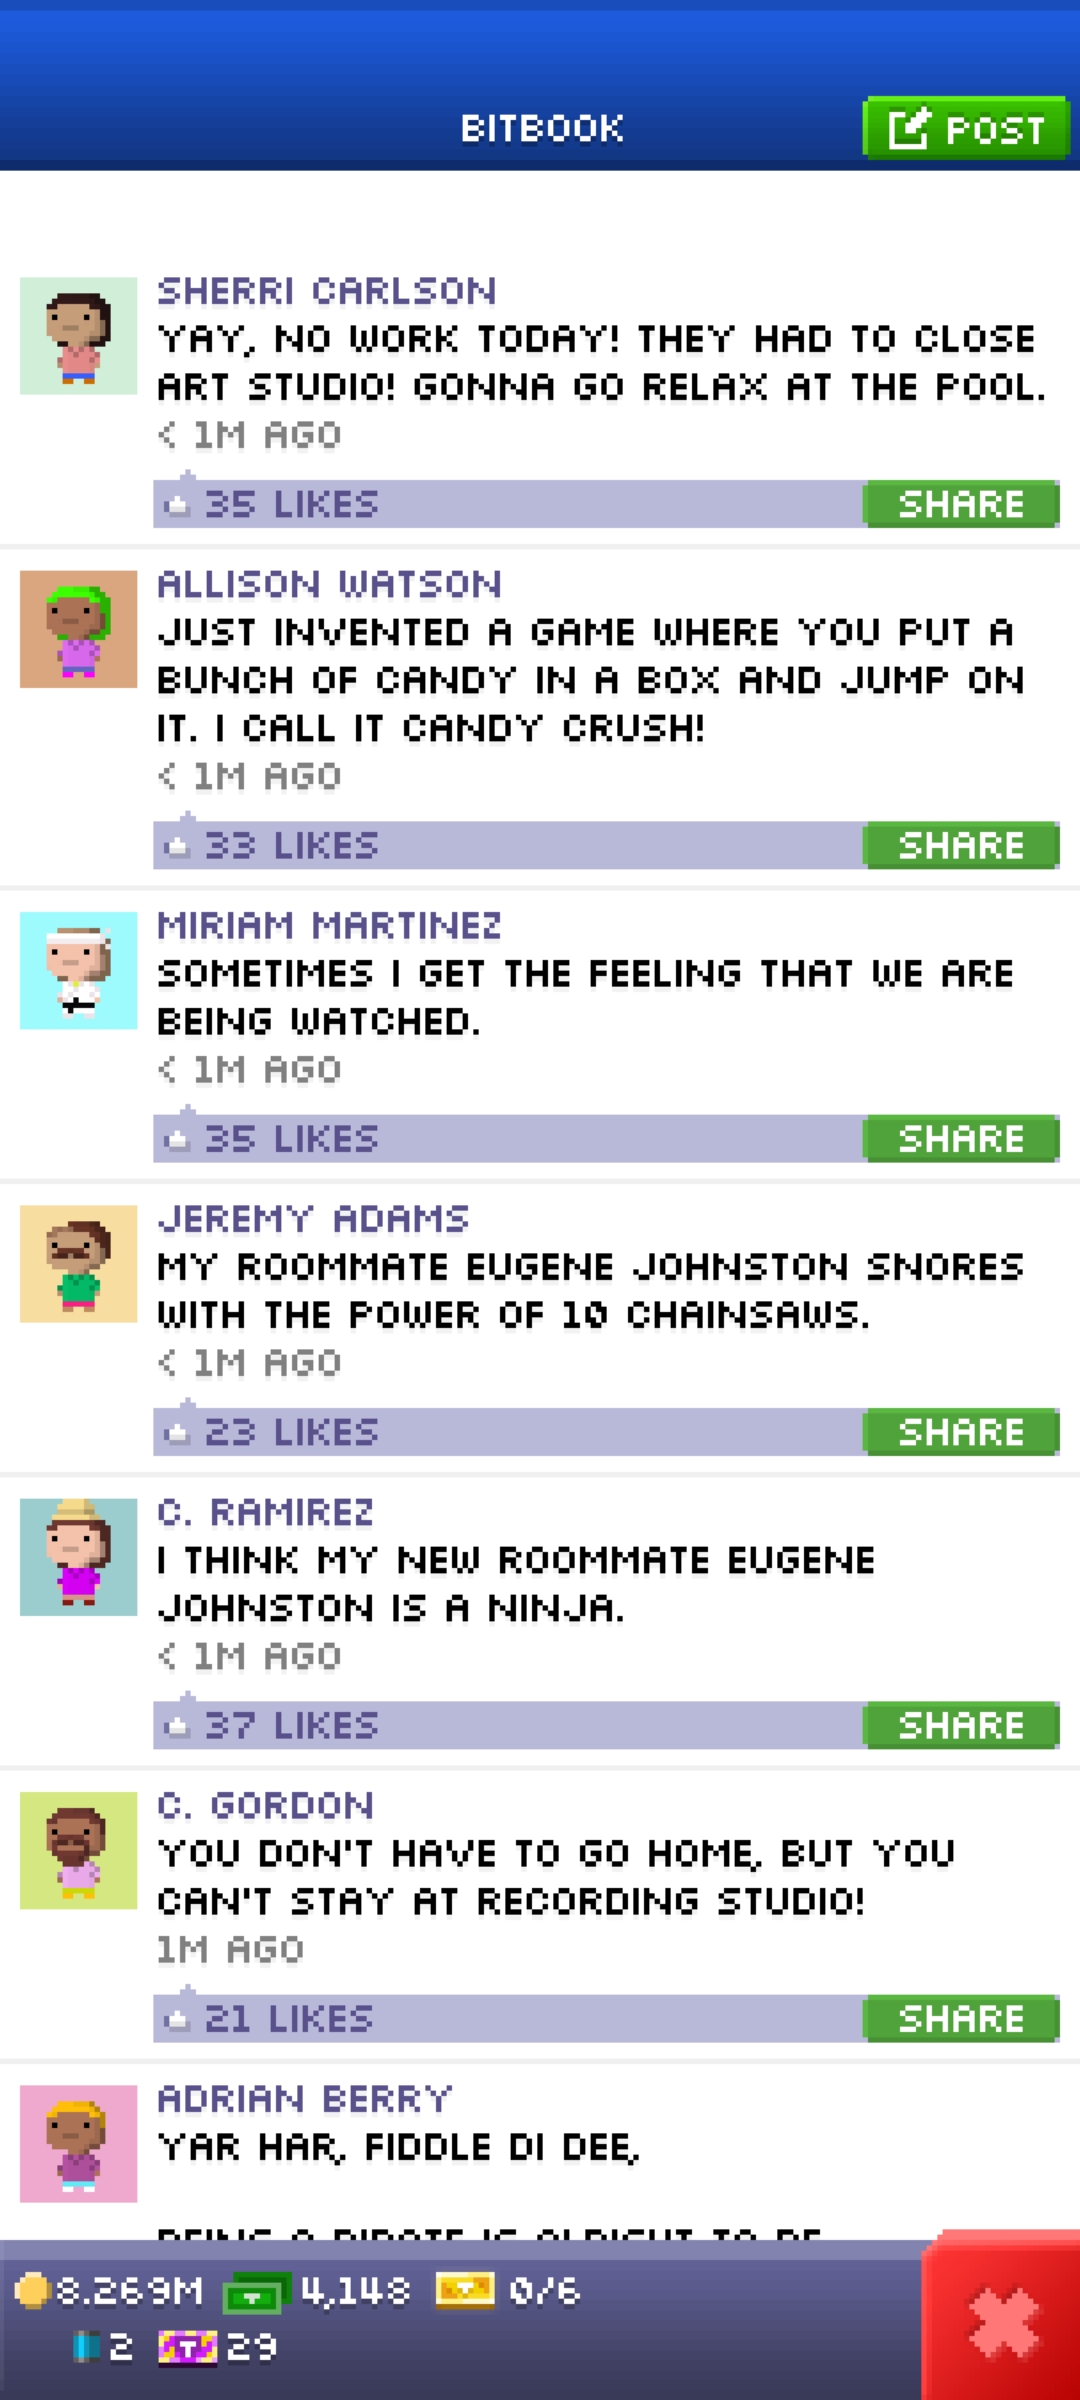 BITBOOK
POST
SHERRI CARLSON
YAY, NO WORK TODAY! THEY HAD TO CLOSE
ART STUDIO! GONNA GO RELAX AT THE POOL.
< 1M AGO
35 LIKES
SHARE
ALLISON WATSON
JUST INVENTED A GAME WHERE YOU PUT A
BUNCH OF CANDY IN A BOX AND JUMP ON
IT. I CALL IT CANDY CRUSH!
< 1M AGO
33 LIKES
SHARE
MIRIAM MARTINEZ
SOMETIMES I GET THE FEELING THAT WE ARE
BEING WATCHED.
< 1M AGO
35 LIKES
SHARE
JEREMY ADAMS
MY ROOMMATE EUGENE JOHNSTON SNORES
WITH THE POWER OF 10 CHAINSAWS.
< 1M AGO
23 LIKES
SHARE
C. RAMIREZ
I THINK MY NEW ROOMMATE EUGENE
JOHNSTON IS A NINJA.
< 1M AGO
37 LIKES
SHARE
C. GORDON
YOU DON'T HAVE TO GO HOME, BUT YOU
CAN'T STAY AT RECORDING STUDIO!
1M AGO
21 LIKES
SHARE
ADRIAN BERRY
YAR HAR, FIDDLE DI DEE,
BEING A PIRATE IS ALRIGHT TO BE
8.269M 4,148 0/6
2 29